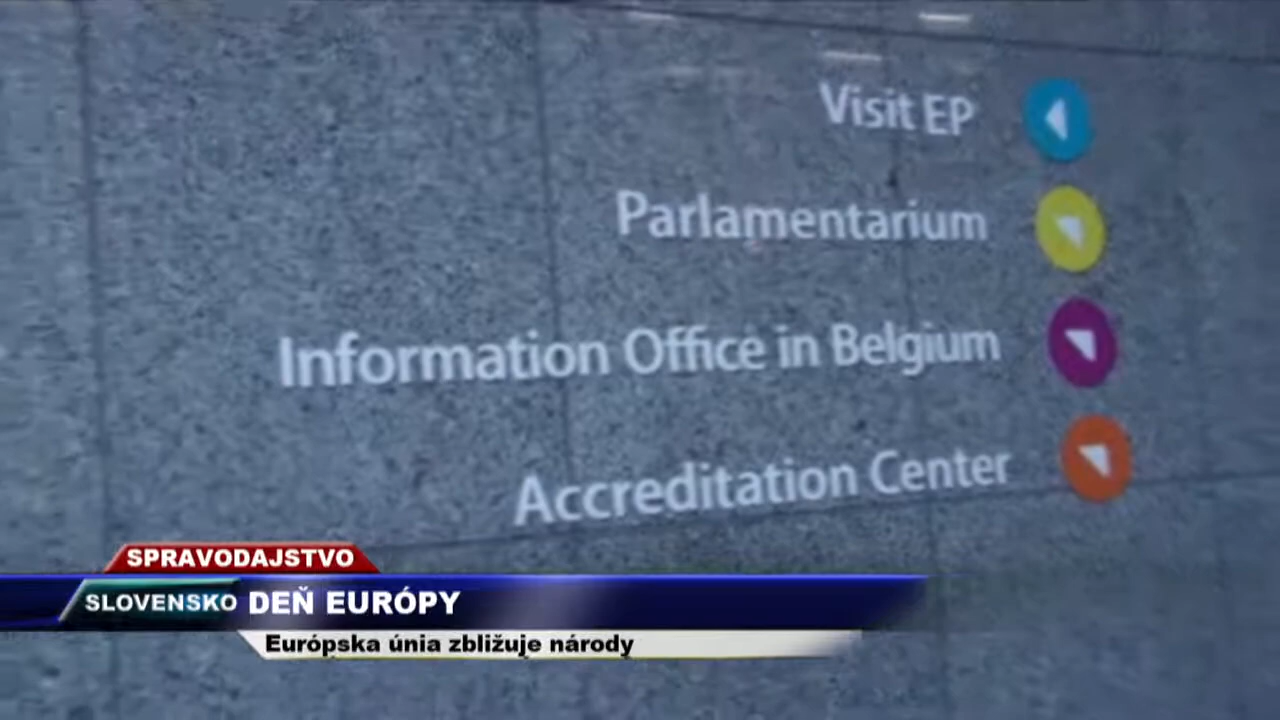 Visit EP
Parlamentarium
Information Office in Belgium
Accreditation Center
SPRAVODAJSTVO
SLOVENSKO DEŇ EURÓPY
Európska únia zbližuje národy